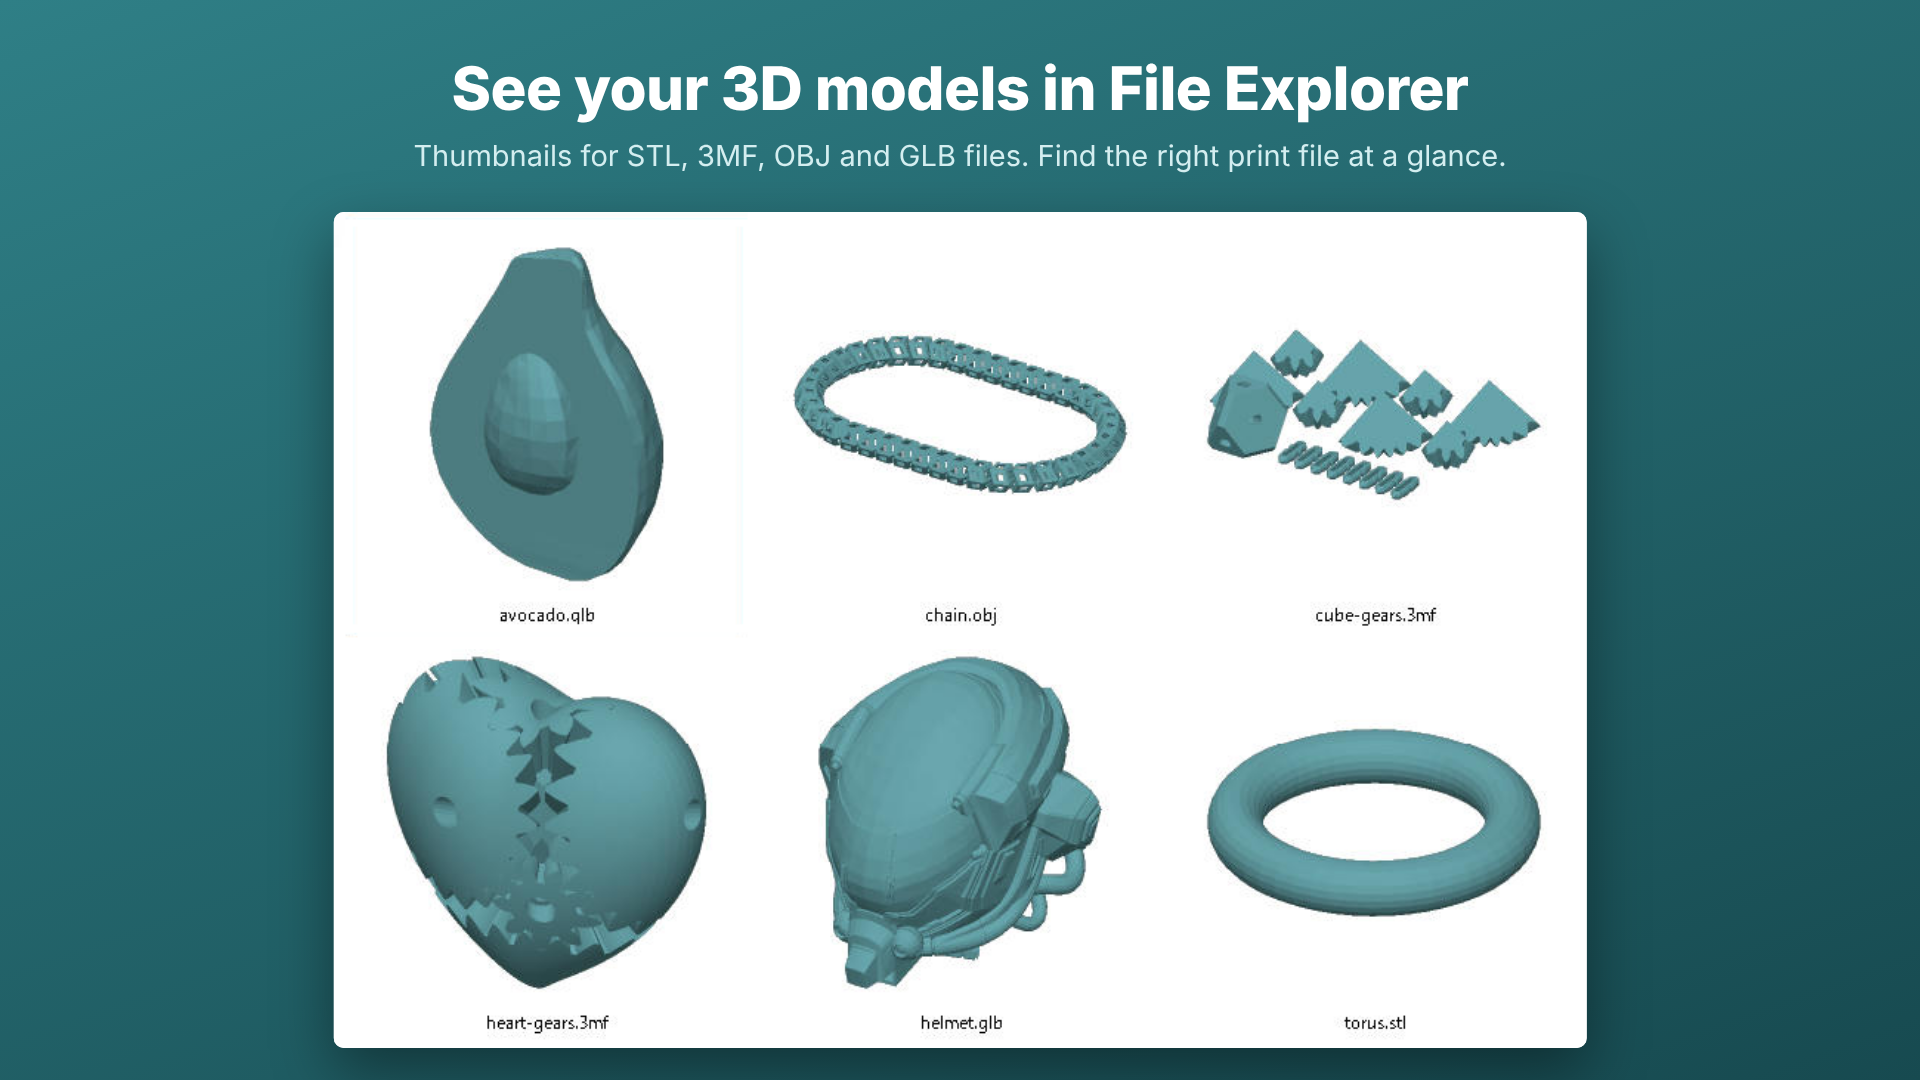 See your 3D models in File Explorer
Thumbnails for STL, 3MF, OBJ and GLB files. Find the right print file at a glance.
avocado.glb
chain.obj
cube-gears.3mf
heart-gears.3mf
helmet.glb
torus.stl